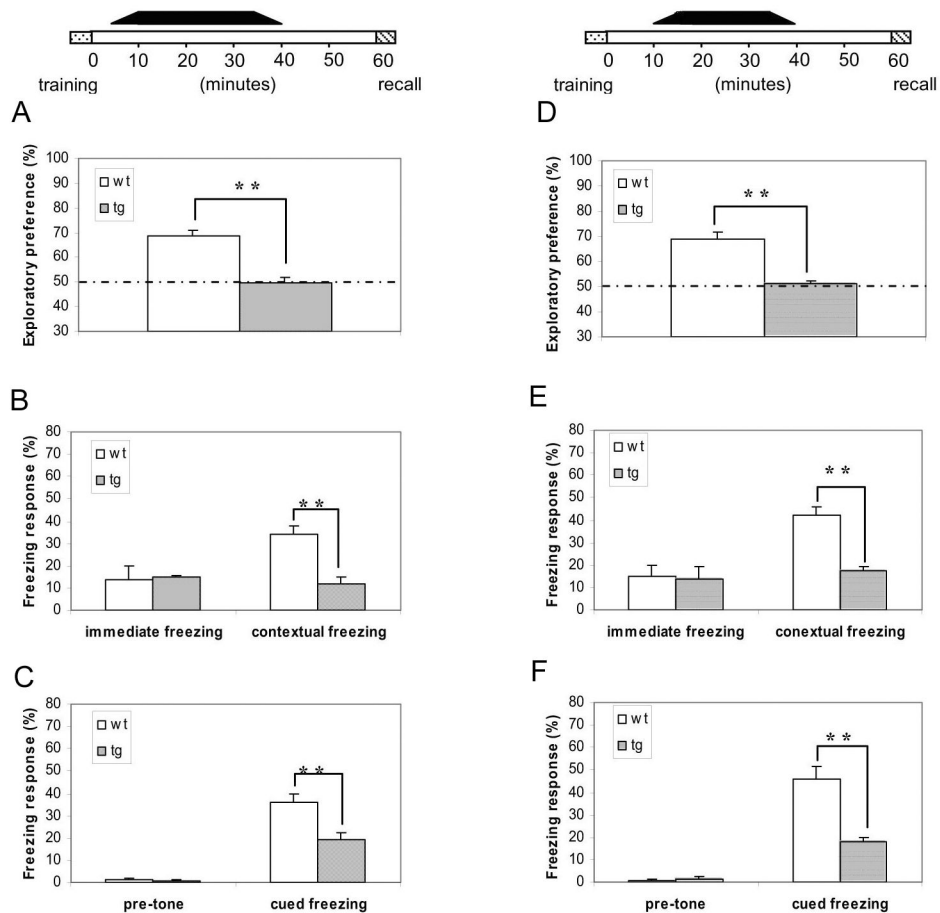 0 10 20 30 40 50 60
training (minutes) recall
0 10 20 30 40 50 60
training (minutes) recall
A
Exploratory preference (%)
100
90
80
70
60
50
40
30
wt
tg
* *
D
Exploratory preference (%)
100
90
80
70
60
50
40
30
wt
tg
* *
B
Freezing response (%)
80
70
60
50
40
30
20
10
0
wt
tg
* *
immediate freezing contextual freezing
E
Freezing response (%)
80
70
60
50
40
30
20
10
0
wt
tg
* *
immediate freezing conextual freezing
C
Freezing response (%)
80
70
60
50
40
30
20
10
0
wt
tg
* *
pre-tone cued freezing
F
Freezing response (%)
80
70
60
50
40
30
20
10
0
wt
tg
* *
pre-tone cued freezing